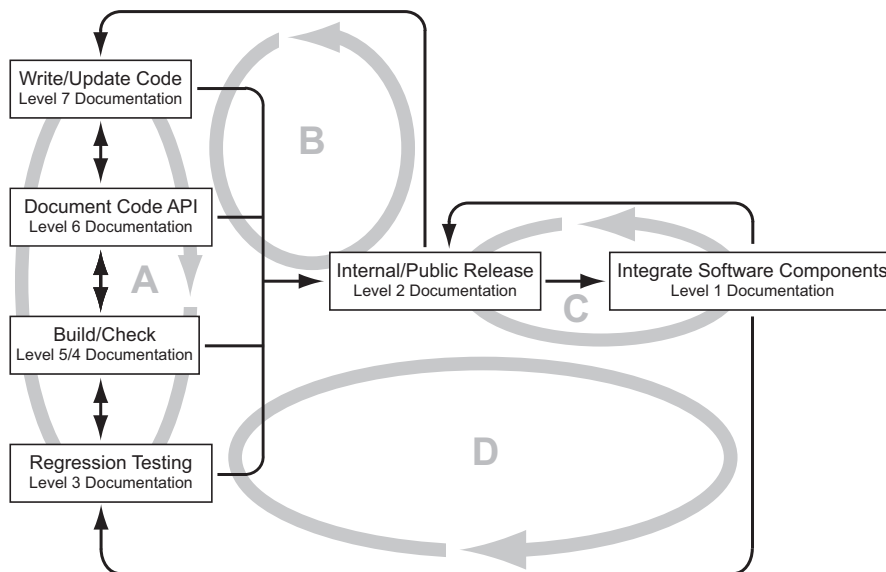 Write/Update Code
Level 7 Documentation
B
Document Code API
Level 6 Documentation
A
Internal/Public Release
Level 2 Documentation
Integrate Software Components
Level 1 Documentation
C
Build/Check
Level 5/4 Documentation
D
Regression Testing
Level 3 Documentation